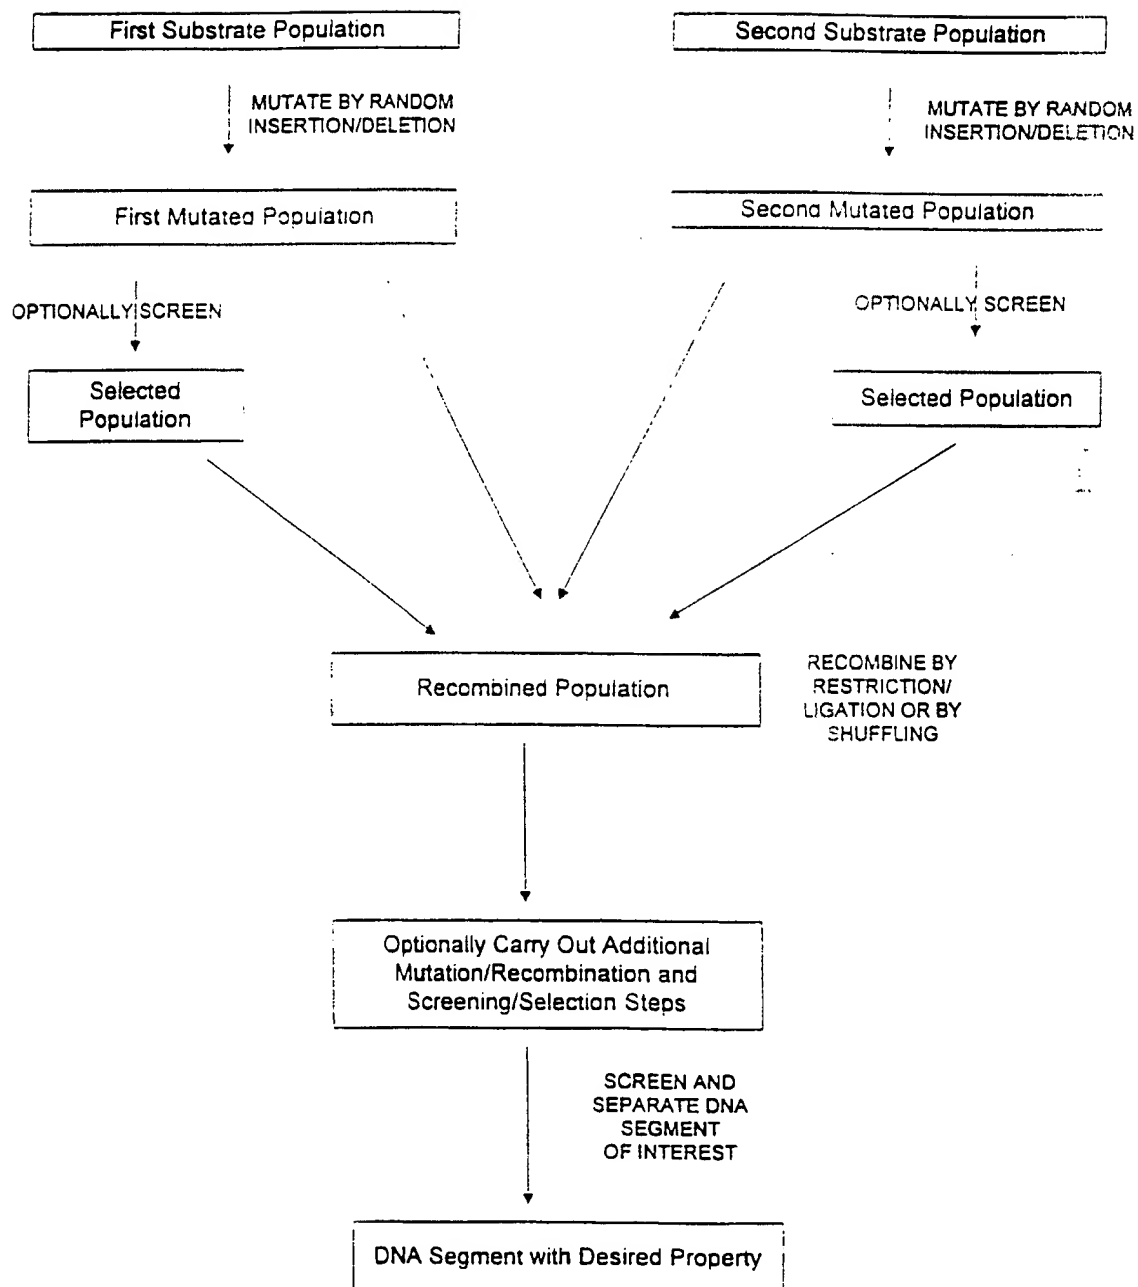 First Substrate Population
Second Substrate Population
MUTATE BY RANDOM
INSERTION/DELETION
MUTATE BY RANDOM
INSERTION/DELETION
First Mutated Population
Second Mutated Population
OPTIONALLY SCREEN
OPTIONALLY SCREEN
Selected
Population
Selected Population
Recombined Population
RECOMBINE BY
RESTRICTION/
LIGATION OR BY
SHUFFLING
Optionally Carry Out Additional
Mutation/Recombination and
Screening/Selection Steps
SCREEN AND
SEPARATE DNA
SEGMENT
OF INTEREST
DNA Segment with Desired Property